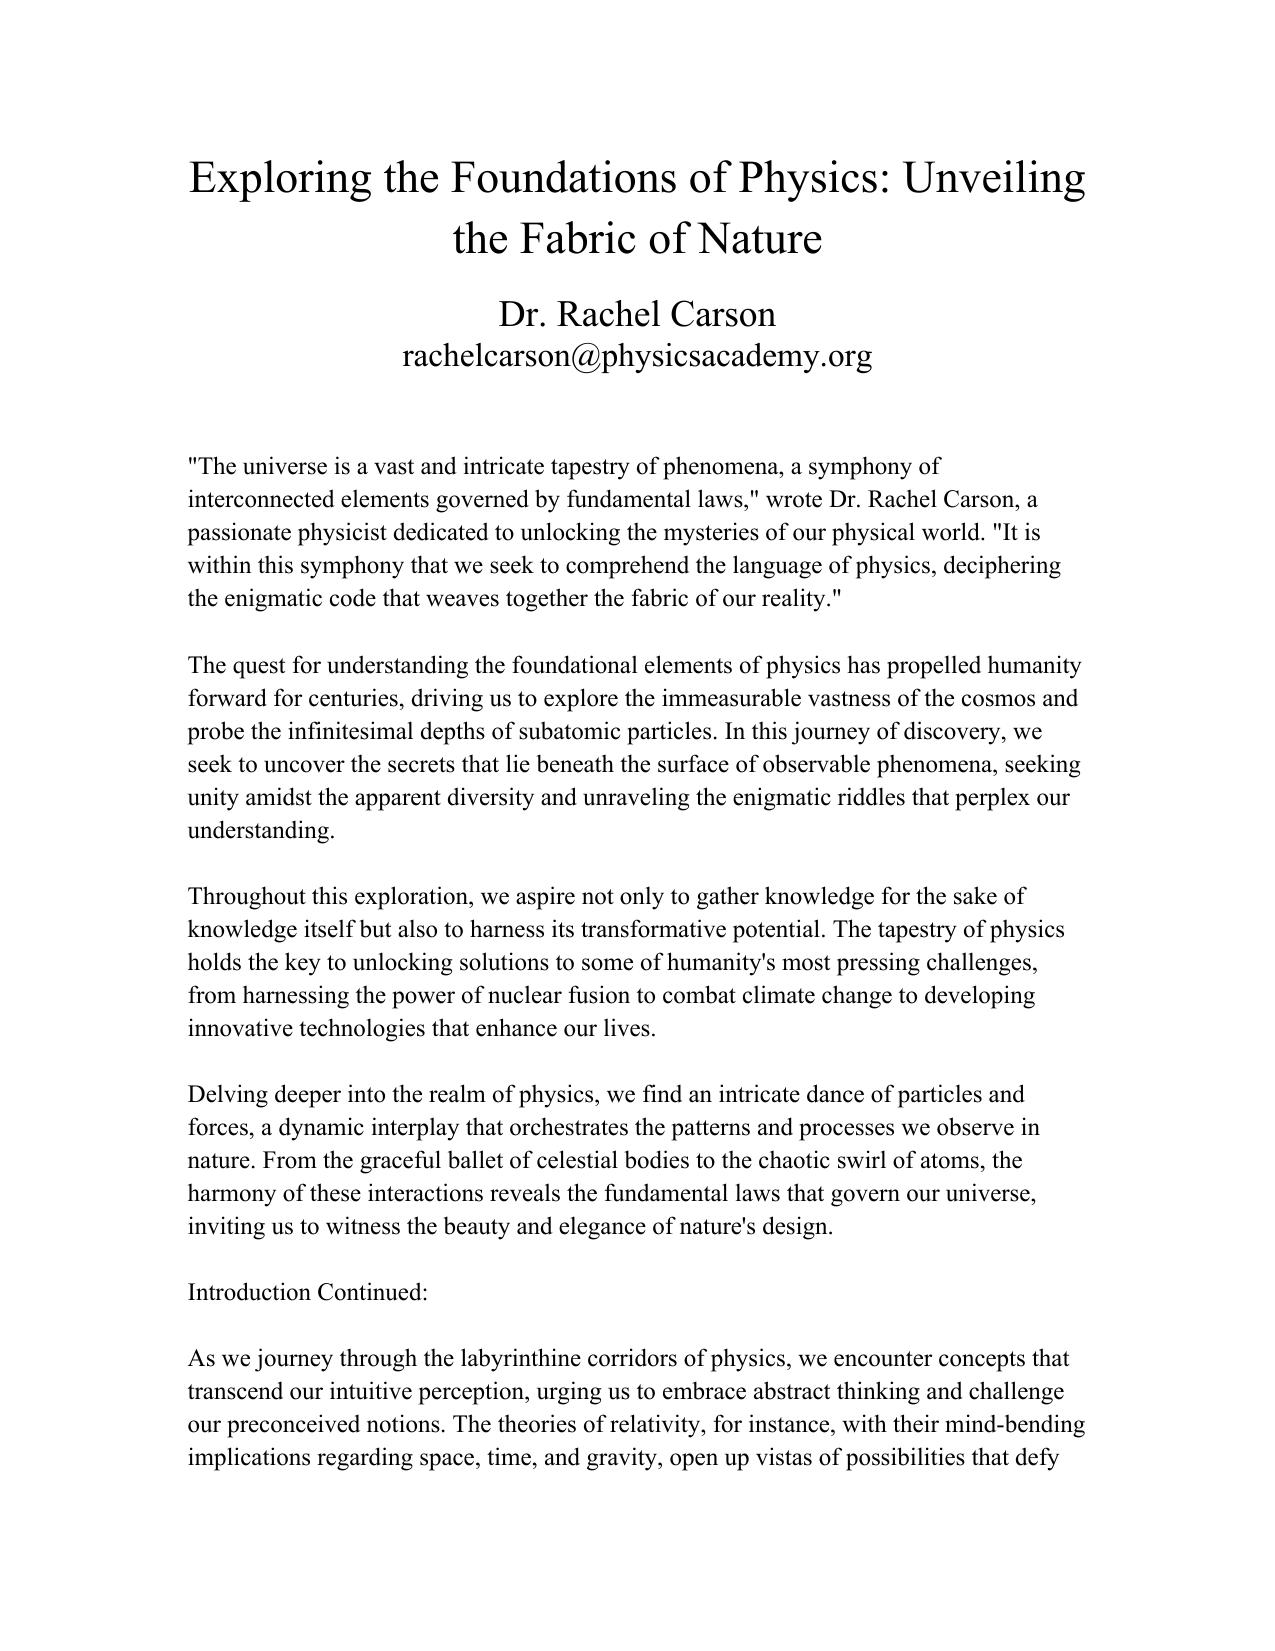 Exploring the Foundations of Physics: Unveiling
the Fabric of Nature
Dr. Rachel Carson
rachelcarson@physicsacademy.org
"The universe is a vast and intricate tapestry of phenomena, a symphony of
interconnected elements governed by fundamental laws," wrote Dr. Rachel Carson, a
passionate physicist dedicated to unlocking the mysteries of our physical world. "It is
within this symphony that we seek to comprehend the language of physics, deciphering
the enigmatic code that weaves together the fabric of our reality."
The quest for understanding the foundational elements of physics has propelled humanity
forward for centuries, driving us to explore the immeasurable vastness of the cosmos and
probe the infinitesimal depths of subatomic particles. In this journey of discovery, we
seek to uncover the secrets that lie beneath the surface of observable phenomena, seeking
unity amidst the apparent diversity and unraveling the enigmatic riddles that perplex our
understanding.
Throughout this exploration, we aspire not only to gather knowledge for the sake of
knowledge itself but also to harness its transformative potential. The tapestry of physics
holds the key to unlocking solutions to some of humanity's most pressing challenges,
from harnessing the power of nuclear fusion to combat climate change to developing
innovative technologies that enhance our lives.
Delving deeper into the realm of physics, we find an intricate dance of particles and
forces, a dynamic interplay that orchestrates the patterns and processes we observe in
nature. From the graceful ballet of celestial bodies to the chaotic swirl of atoms, the
harmony of these interactions reveals the fundamental laws that govern our universe,
inviting us to witness the beauty and elegance of nature's design.
Introduction Continued:
As we journey through the labyrinthine corridors of physics, we encounter concepts that
transcend our intuitive perception, urging us to embrace abstract thinking and challenge
our preconceived notions. The theories of relativity, for instance, with their mind-bending
implications regarding space, time, and gravity, open up vistas of possibilities that defy